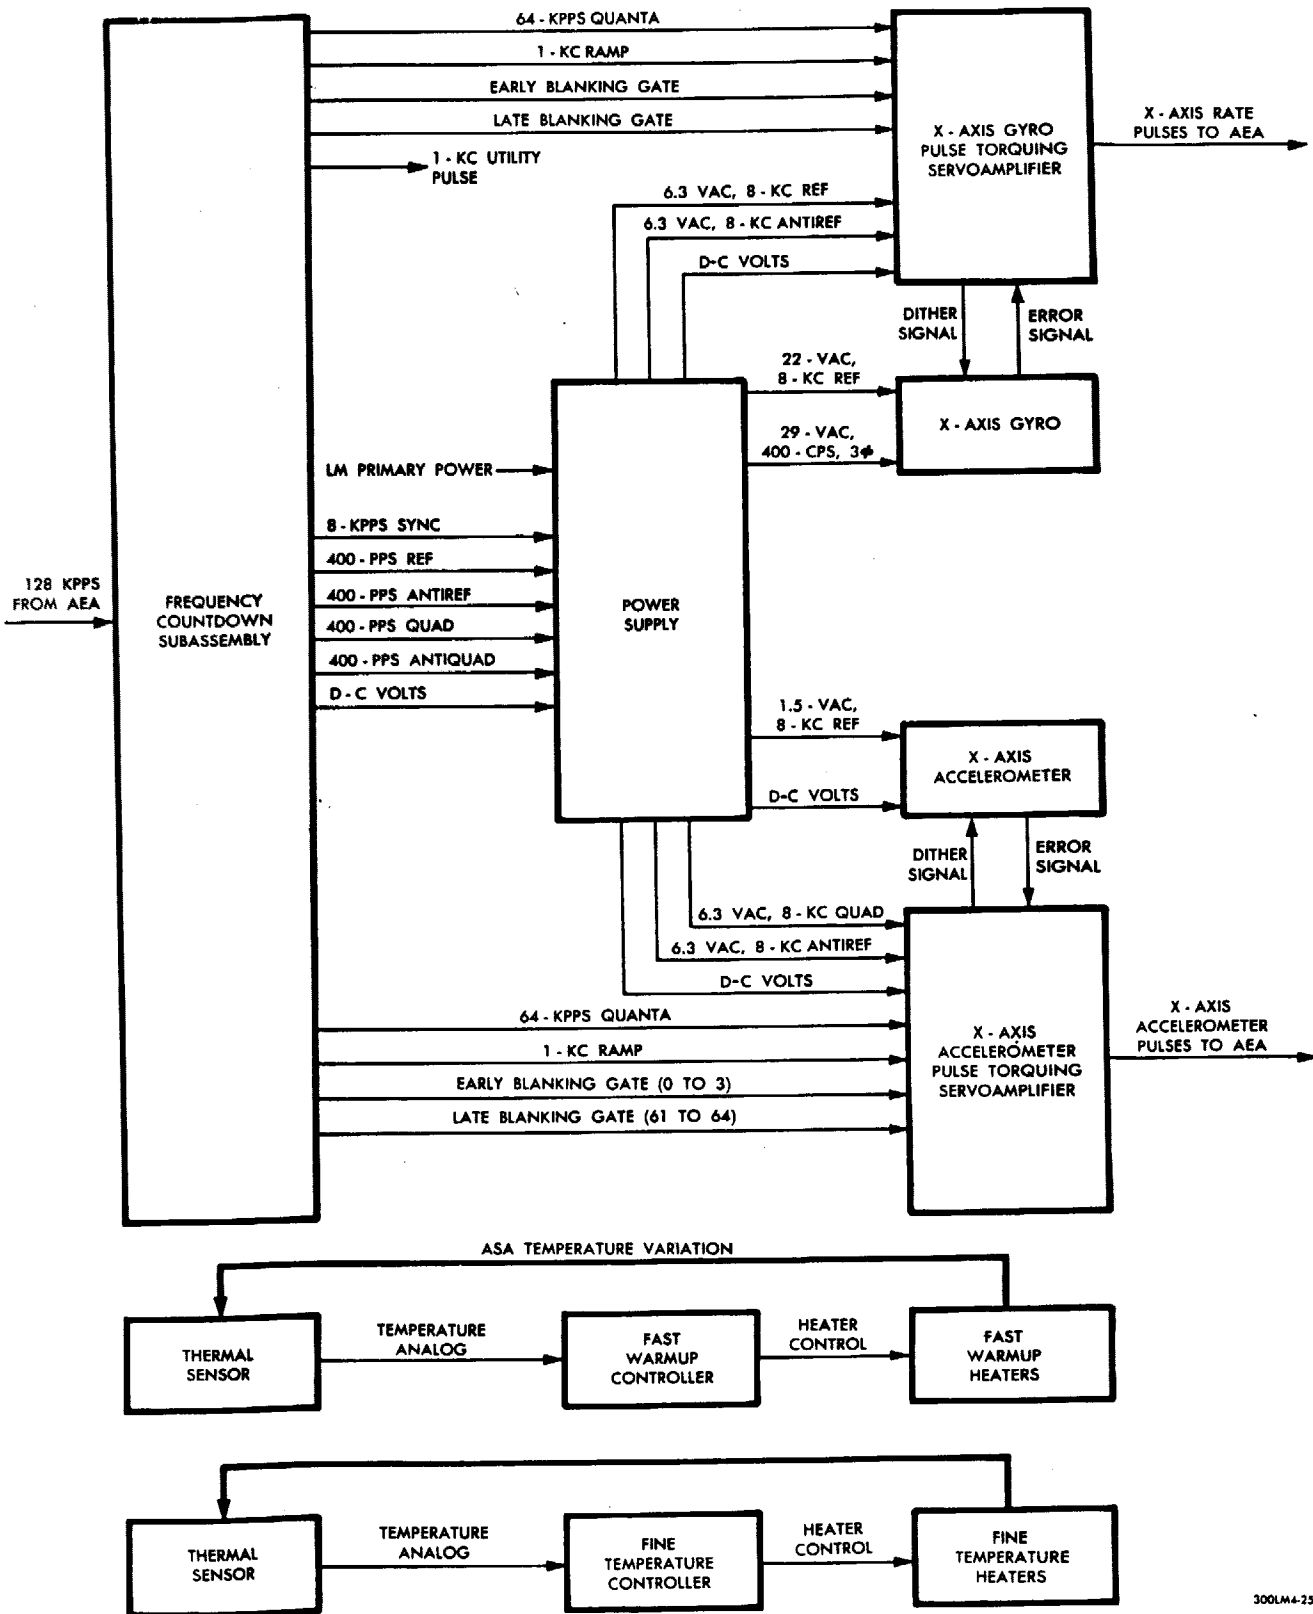 64 - KPPS QUANTA
1 - KC RAMP
EARLY BLANKING GATE
LATE BLANKING GATE
1 - KC UTILITY
PULSE
6.3 VAC, 8 - KC REF
6.3 VAC, 8 - KC ANTIREF
D-C VOLTS
X - AXIS GYRO
PULSE TORQUING
SERVOAMPLIFIER
X - AXIS RATE
PULSES TO AEA
DITHER
SIGNAL
ERROR
SIGNAL
22 - VAC,
8 - KC REF
29 - VAC,
400 - CPS, 3ϕ
X - AXIS GYRO
LM PRIMARY POWER
8 - KPPS SYNC
400 - PPS REF
400 - PPS ANTIREF
400 - PPS QUAD
400 - PPS ANTIQUAD
D - C VOLTS
128 KPPS
FROM AEA
FREQUENCY
COUNTDOWN
SUBASSEMBLY
POWER
SUPPLY
1.5 - VAC,
8 - KC REF
D-C VOLTS
X - AXIS
ACCELEROMETER
DITHER
SIGNAL
ERROR
SIGNAL
6.3 VAC, 8 - KC QUAD
6.3 VAC, 8 - KC ANTIREF
D-C VOLTS
64 - KPPS QUANTA
1 - KC RAMP
EARLY BLANKING GATE (0 TO 3)
LATE BLANKING GATE (61 TO 64)
X - AXIS
ACCELEROMETER
PULSE TORQUING
SERVOAMPLIFIER
X - AXIS
ACCELEROMETER
PULSES TO AEA
ASA TEMPERATURE VARIATION
THERMAL
SENSOR
TEMPERATURE
ANALOG
FAST
WARMUP
CONTROLLER
HEATER
CONTROL
FAST
WARMUP
HEATERS
THERMAL
SENSOR
TEMPERATURE
ANALOG
FINE
TEMPERATURE
CONTROLLER
HEATER
CONTROL
FINE
TEMPERATURE
HEATERS
300LM4-25